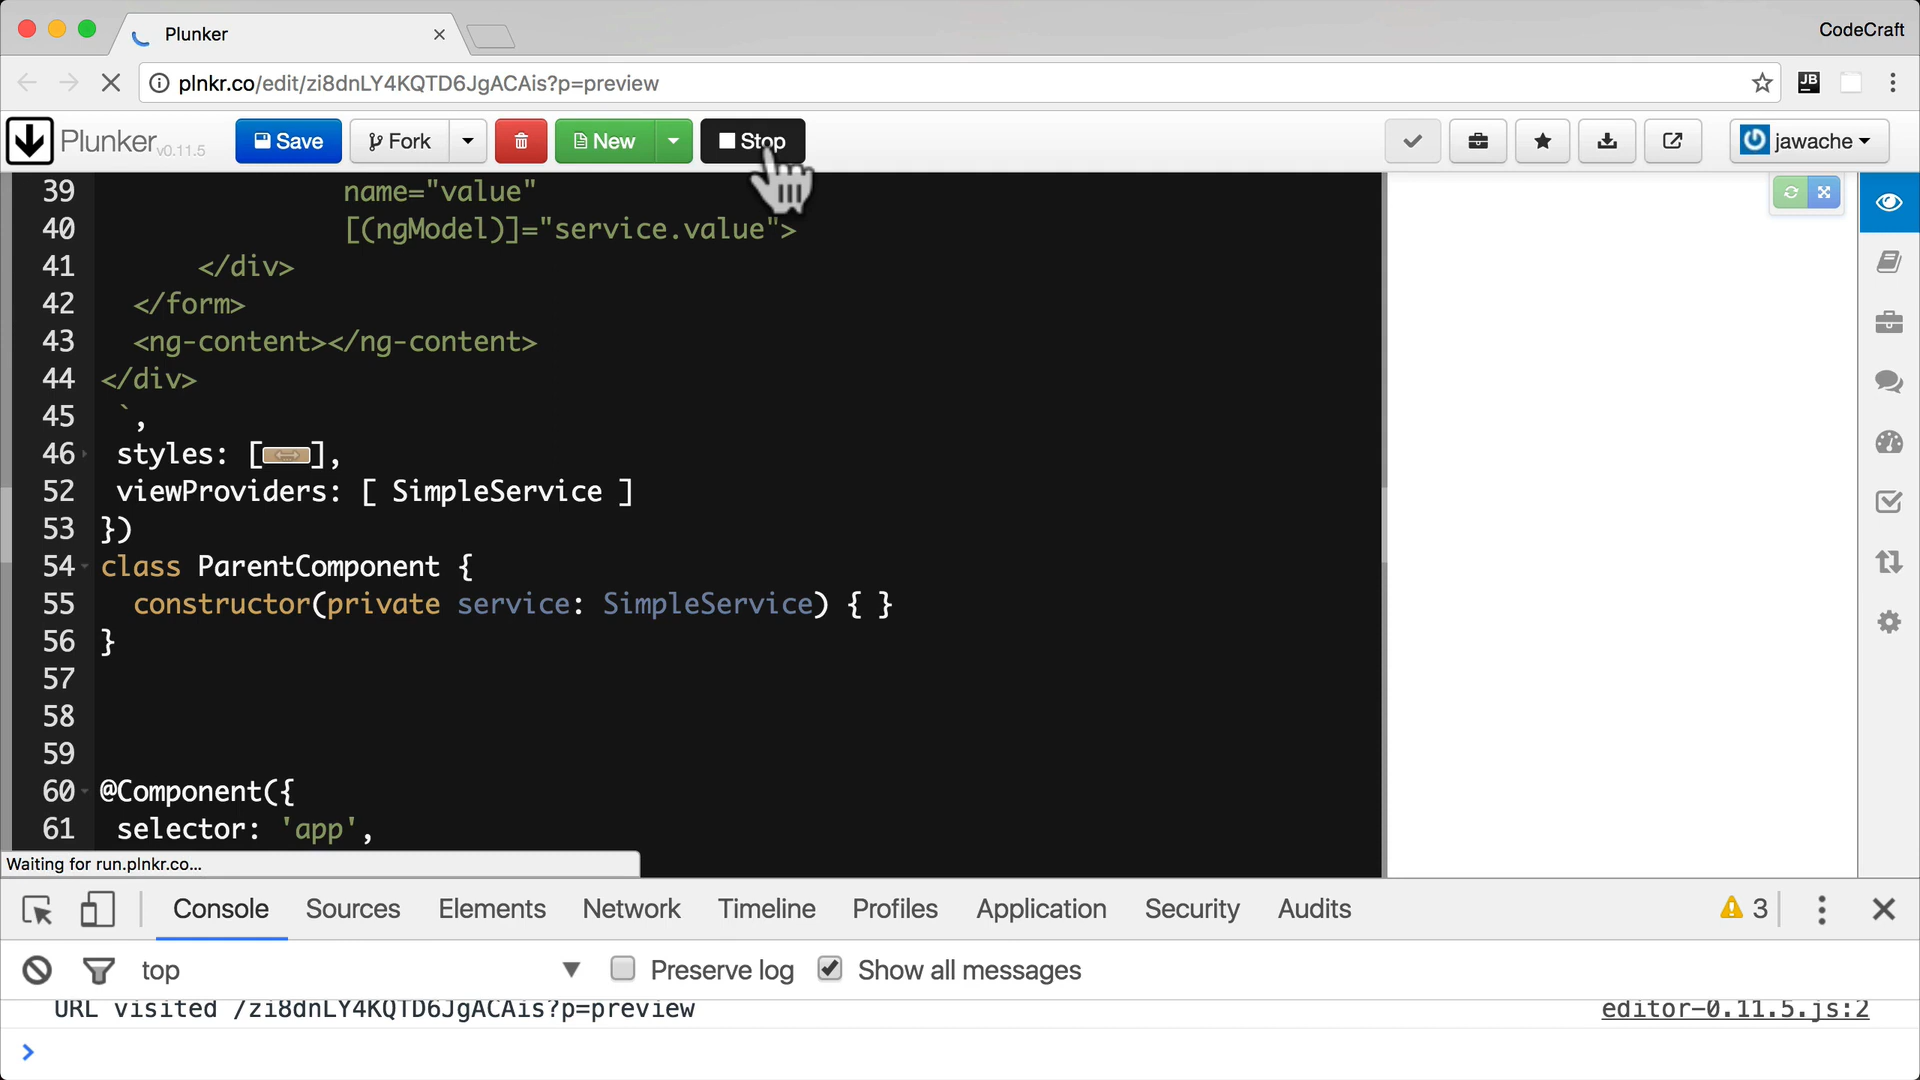 Plunker
CodeCraft
plnkr.co/edit/zi8dnLY4KQTD6JgACAis?p=preview
JB
Plunker v0.11.5
Save
Fork
New
Stop
jawache
39 name="value"
40 [(ngModel)]="service.value">
41 </div>
42 </form>
43 <ng-content></ng-content>
44 </div>
45 `,
46 styles: [],
52 viewProviders: [ SimpleService ]
53 })
54 class ParentComponent {
55 constructor(private service: SimpleService) { }
56 }
57
58
59
60 @Component({
61 selector: 'app',
Waiting for run.plnkr.co...
Console Sources Elements Network Timeline Profiles Application Security Audits 3
top Preserve log Show all messages
URL visited /zi8dnLY4KQTD6JgACAis?p=preview editor-0.11.5.js:2
>